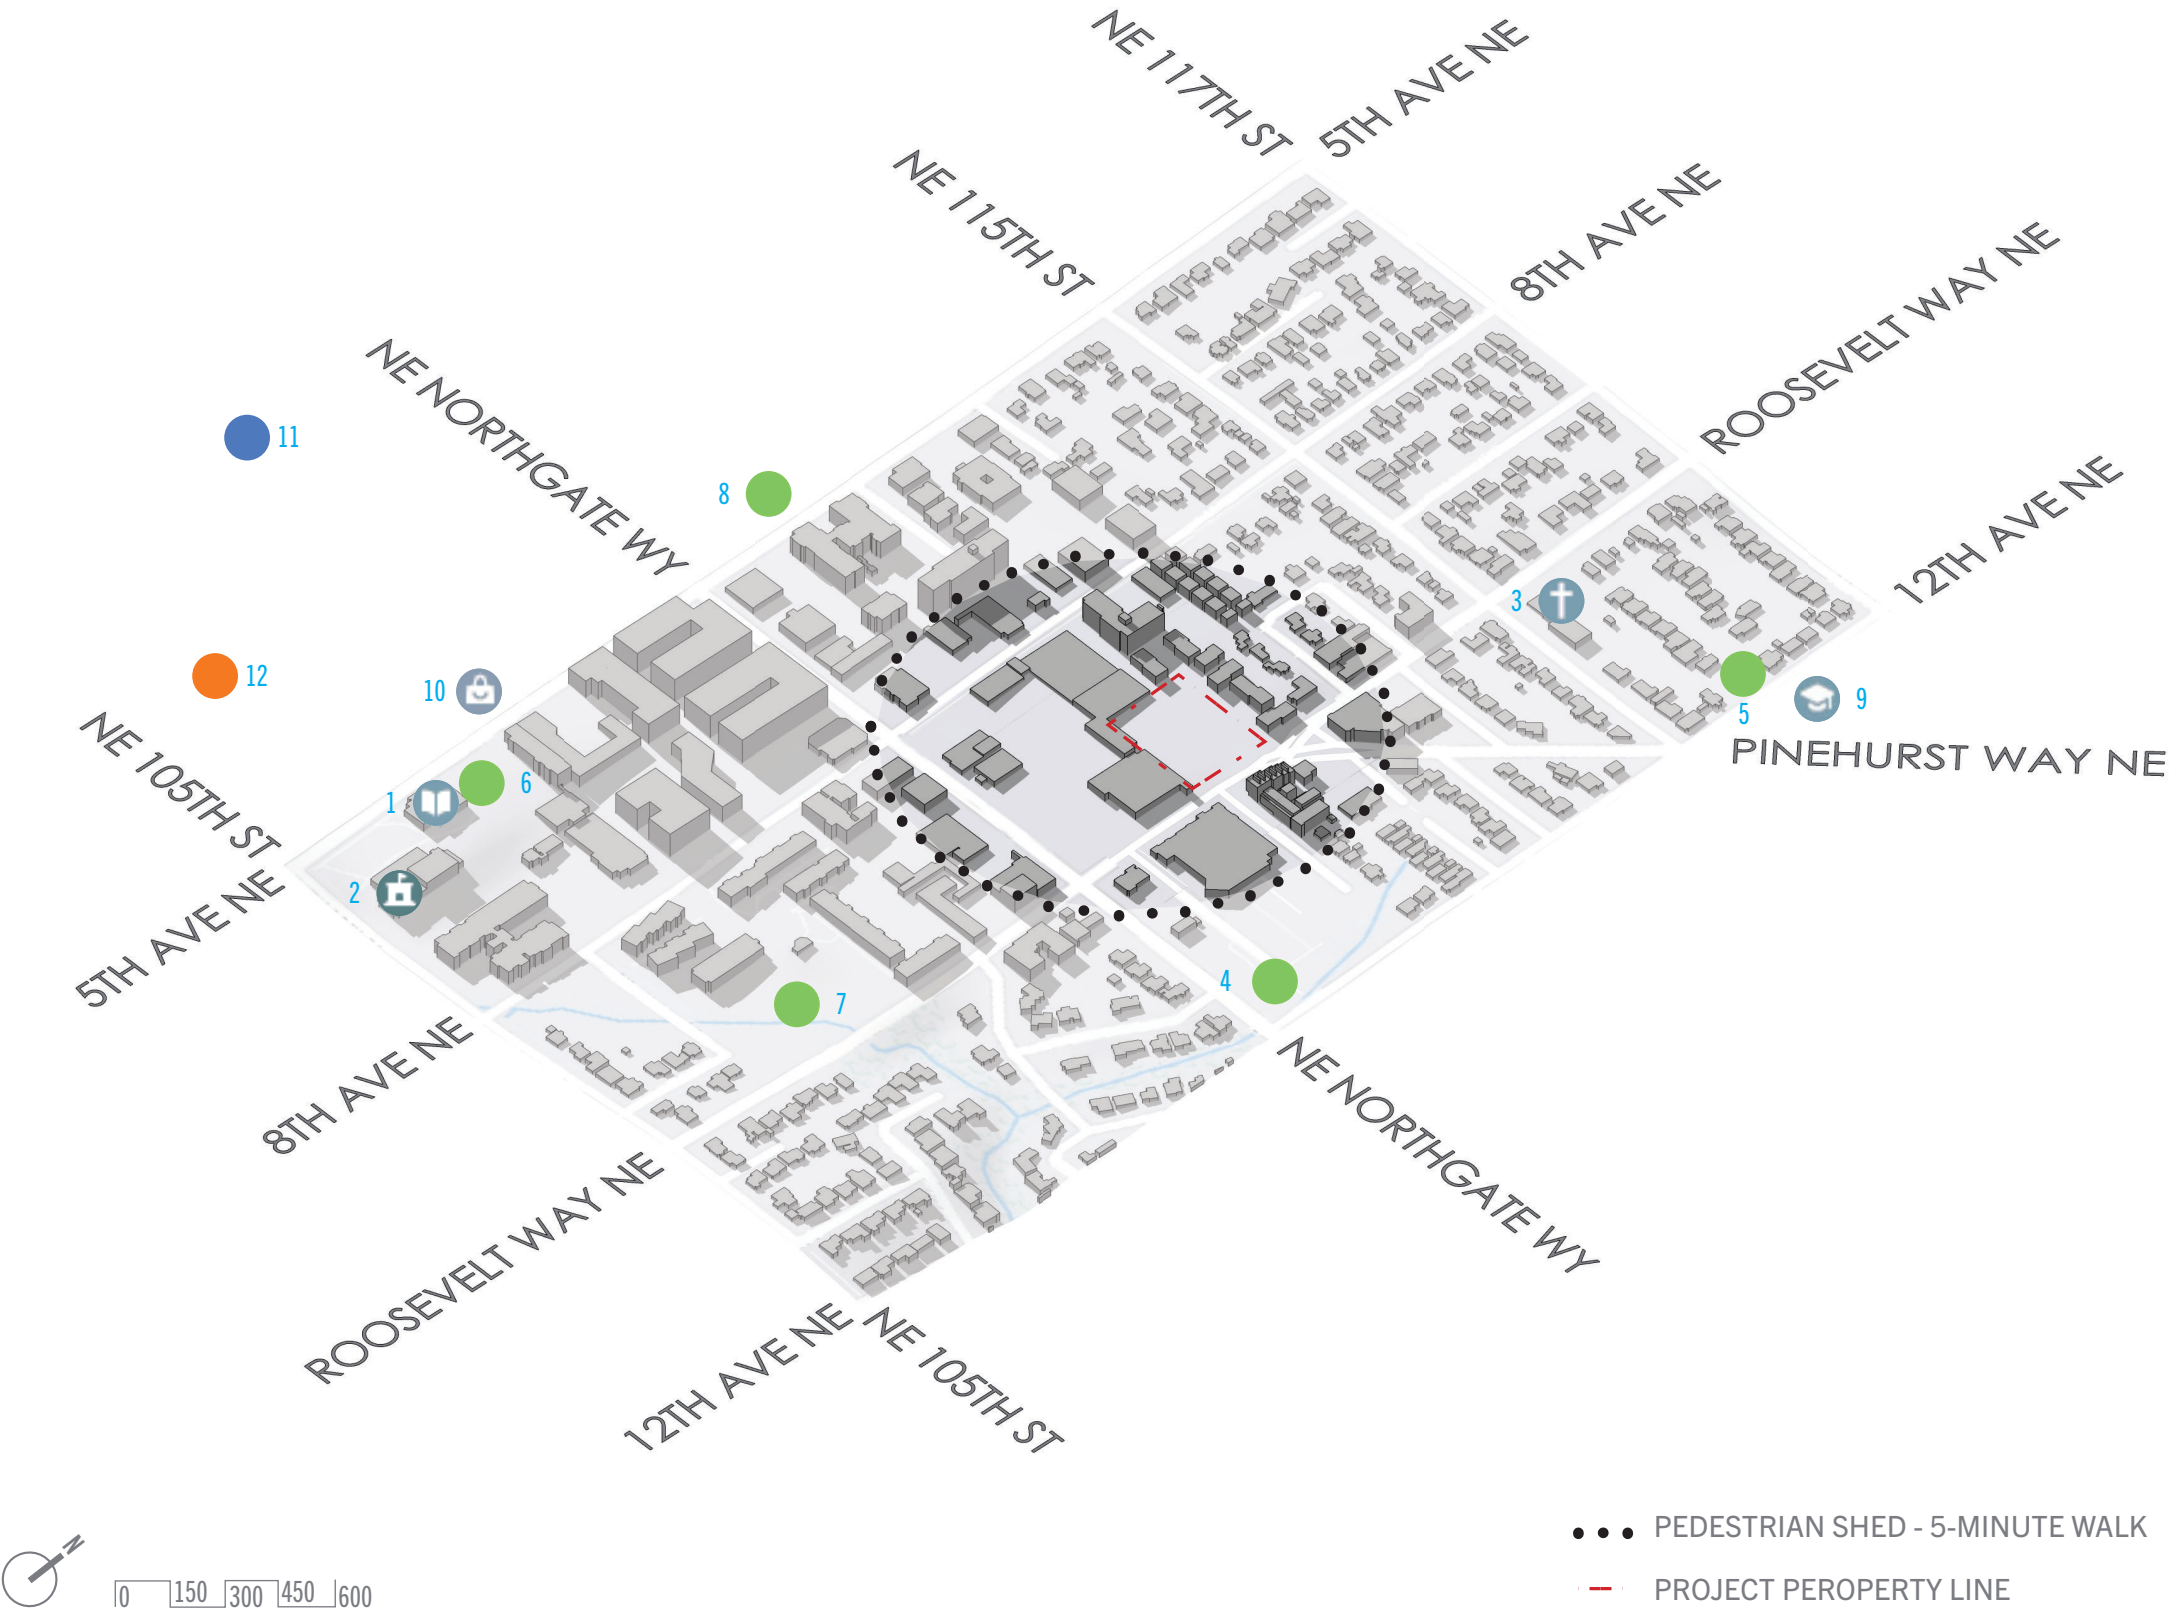 NE 117TH ST
5TH AVE NE
NE 115TH ST
8TH AVE NE
ROOSEVELT WAY NE
NE NORTHGATE WY
11
8
12TH AVE NE
3
12
10
9
5
PINEHURST WAY NE
NE 105TH ST
6
1
2
5TH AVE NE
4
7
8TH AVE NE
NE NORTHGATE WY
ROOSEVELT WAY NE
12TH AVE NE
NE 105TH ST
PEDESTRIAN SHED - 5-MINUTE WALK
N
0 150 300 450 600
PROJECT PEROPERTY LINE